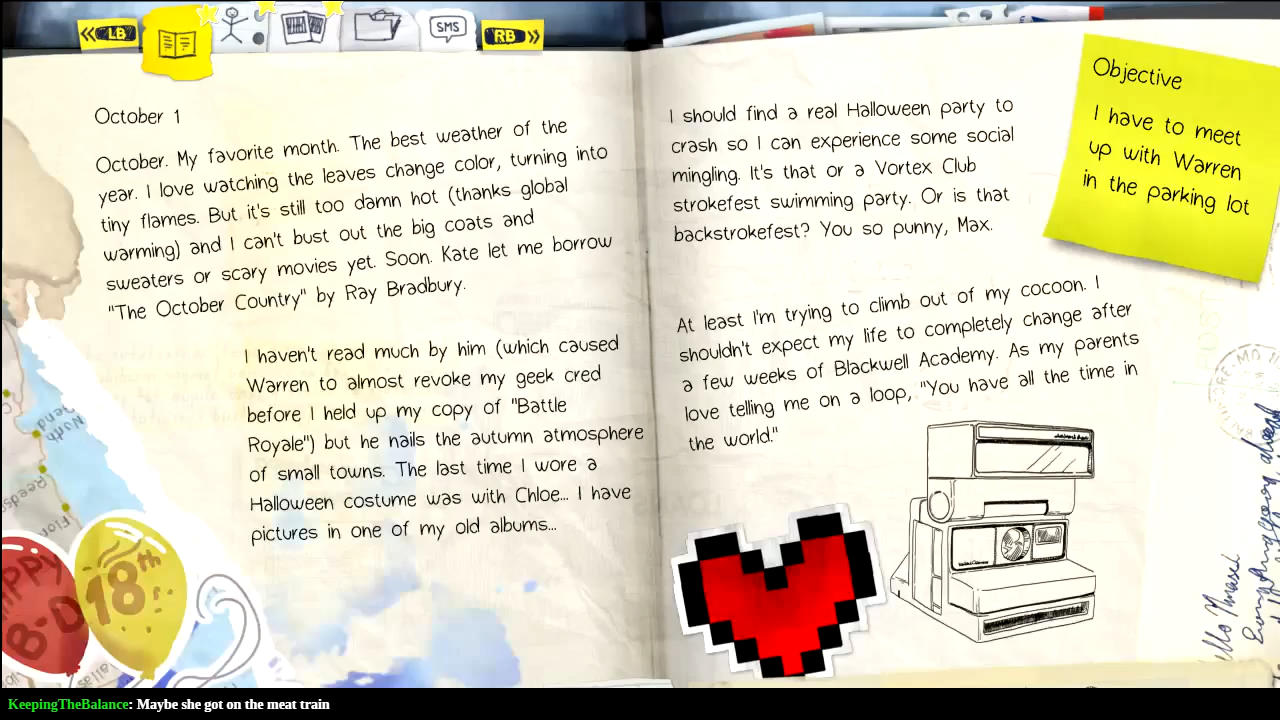 LB
SMS
RB
October 1
October. My favorite month. The best weather of the
year. I love watching the leaves change color, turning into
tiny flames. But it's still too damn hot (thanks global
warming) and I can't bust out the big coats and
sweaters or scary movies yet. Soon. Kate let me borrow
"The October Country" by Ray Bradbury.
I haven't read much by him (which caused
Warren to almost revoke my geek cred
before I held up my copy of "Battle
Royale") but he nails the autumn atmosphere
of small towns. The last time I wore a
Halloween costume was with Chloe... I have
pictures in one of my old albums...
I should find a real Halloween party to
crash so I can experience some social
mingling. It's that or a Vortex Club
strokefest swimming party. Or is that
backstrokefest? You so punny, Max.
At least I'm trying to climb out of my cocoon. I
shouldn't expect my life to completely change after
a few weeks of Blackwell Academy. As my parents
love telling me on a loop, "You have all the time in
the world."
Objective
I have to meet
up with Warren
in the parking lot
North
Bend
Reedsp
Flor
HAPPY
B-D
18th
KeepingTheBalance: Maybe she got on the meat train